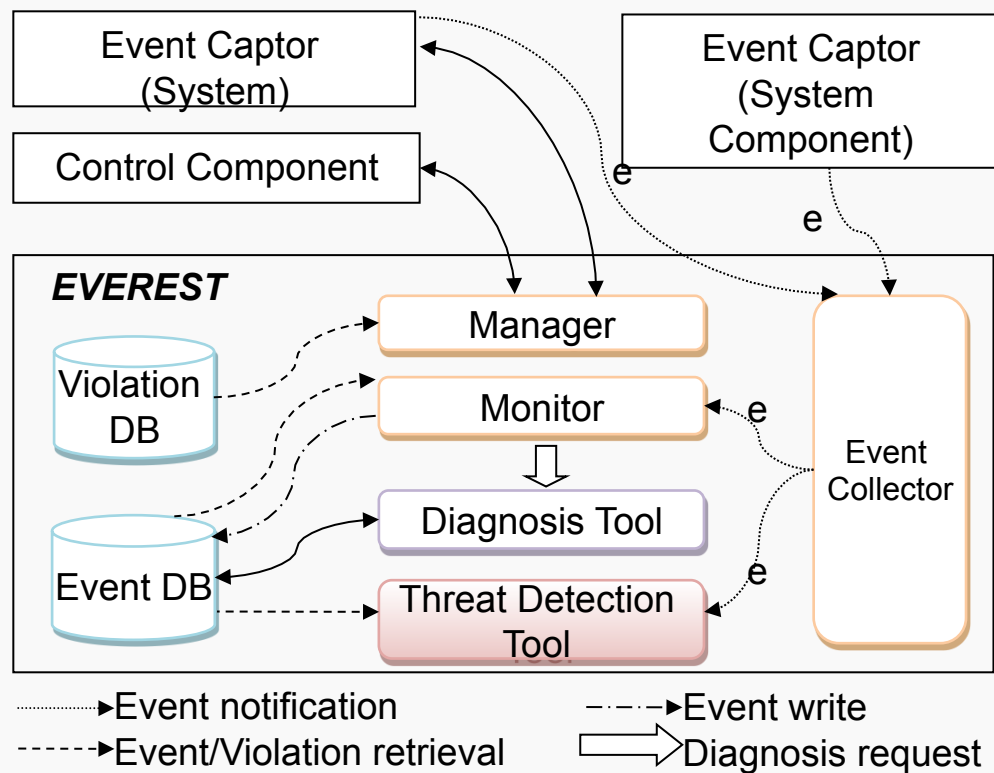 Event Captor
(System)
Event Captor
(System
Component)
Control Component
e
e
EVEREST
Manager
Violation
DB
Monitor
e
Event
Collector
Diagnosis Tool
Event DB
e
Threat Detection
Tool
Event notification
Event write
Event/Violation retrieval
Diagnosis request